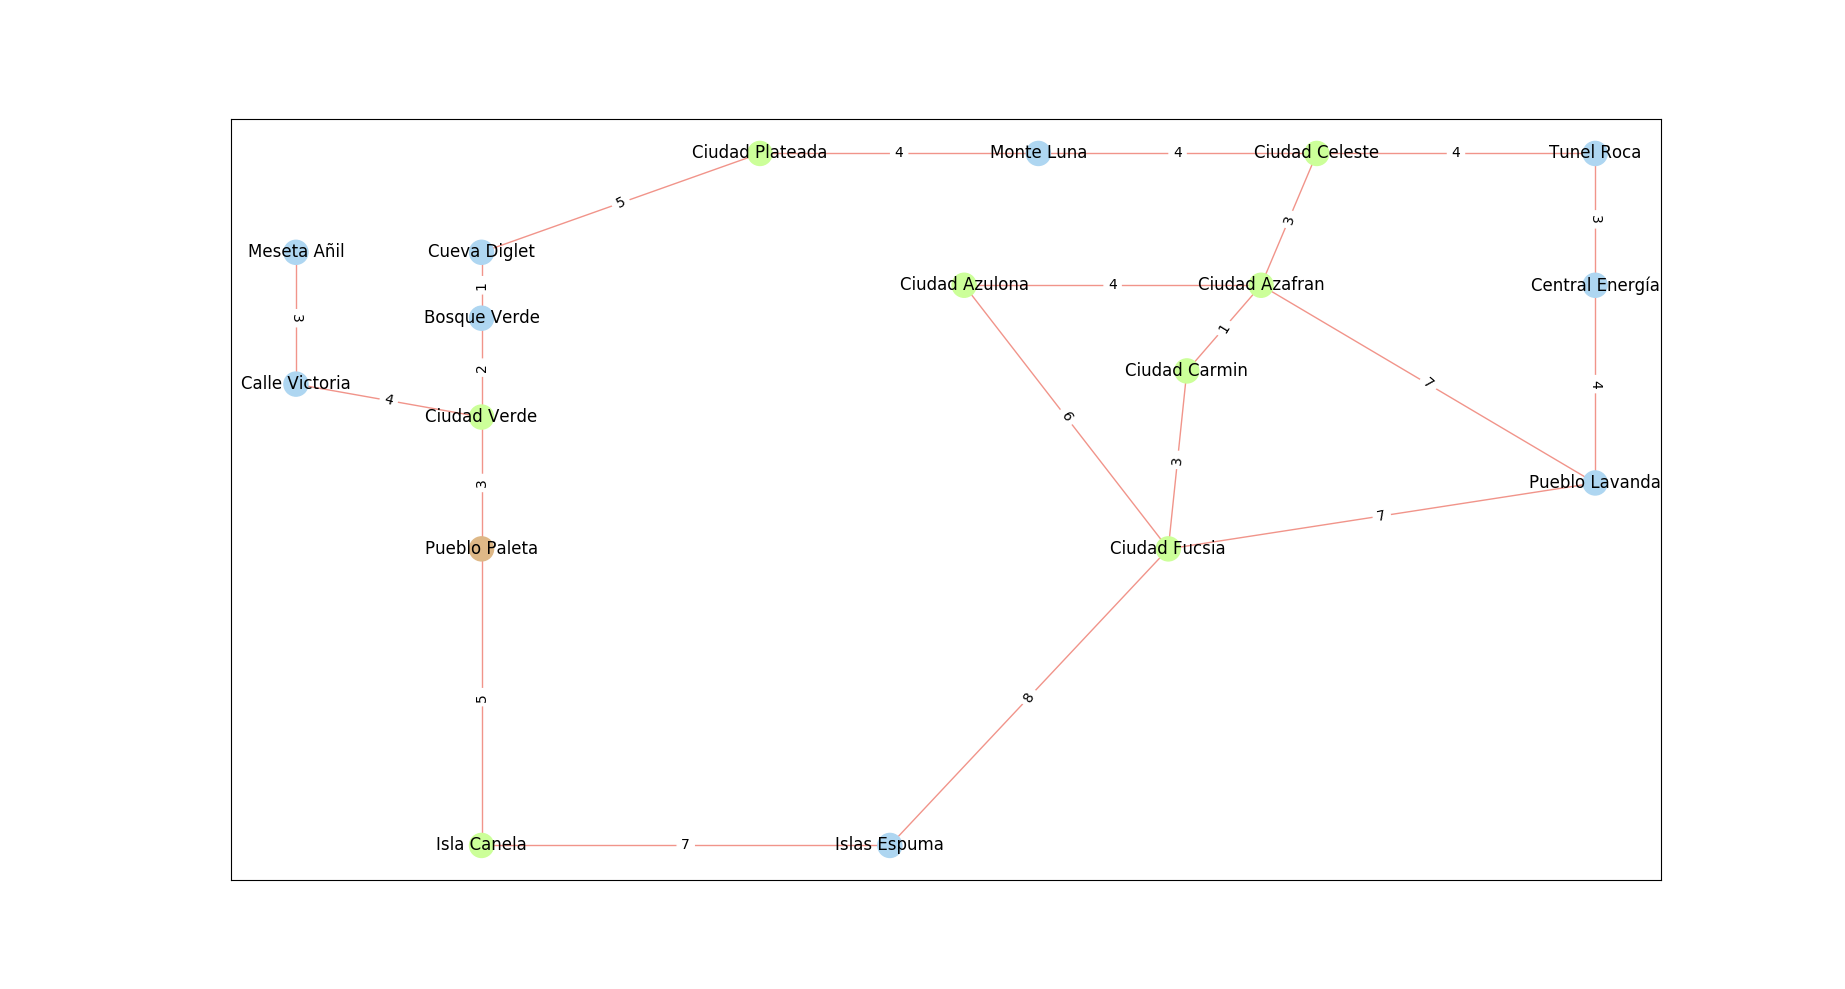 Ciudad Plateada
4
Monte Luna
4
Ciudad Celeste
4
Tunel Roca
5
3
3
Meseta Añil
Cueva Diglet
1
Ciudad Azulona
4
Ciudad Azafran
Central Energía
3
Bosque Verde
1
2
Ciudad Carmin
7
4
Calle Victoria
4
Ciudad Verde
6
3
3
Pueblo Lavanda
7
Pueblo Paleta
Ciudad Fucsia
5
8
Isla Canela
7
Islas Espuma